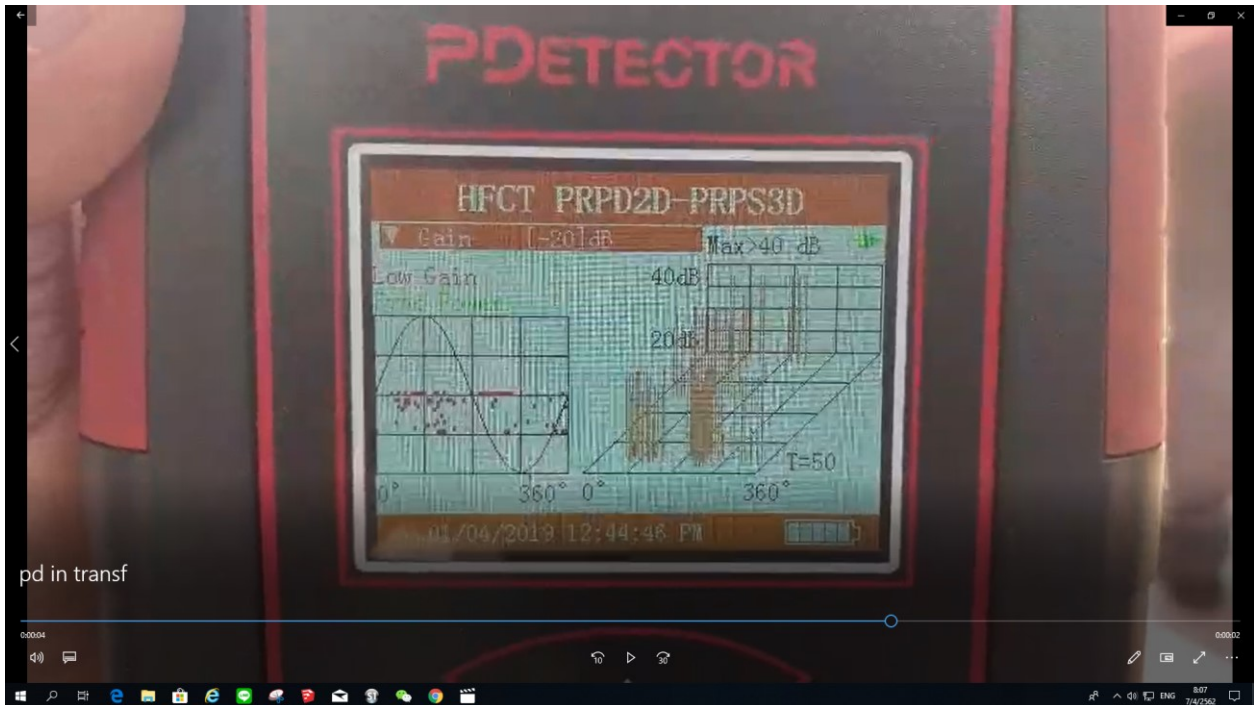 PDETECTOR
HFCT PRPD2D-PRPS3D
Gain [-20]dB
Max>40 dB
Low Gain
40dB
20dB
T=50
0° 360° 0° 360°
01/04/2019 12:44:46 PM
pd in transf
0:00:04
0:00:02
10
30
ENG
8:07
7/4/2562